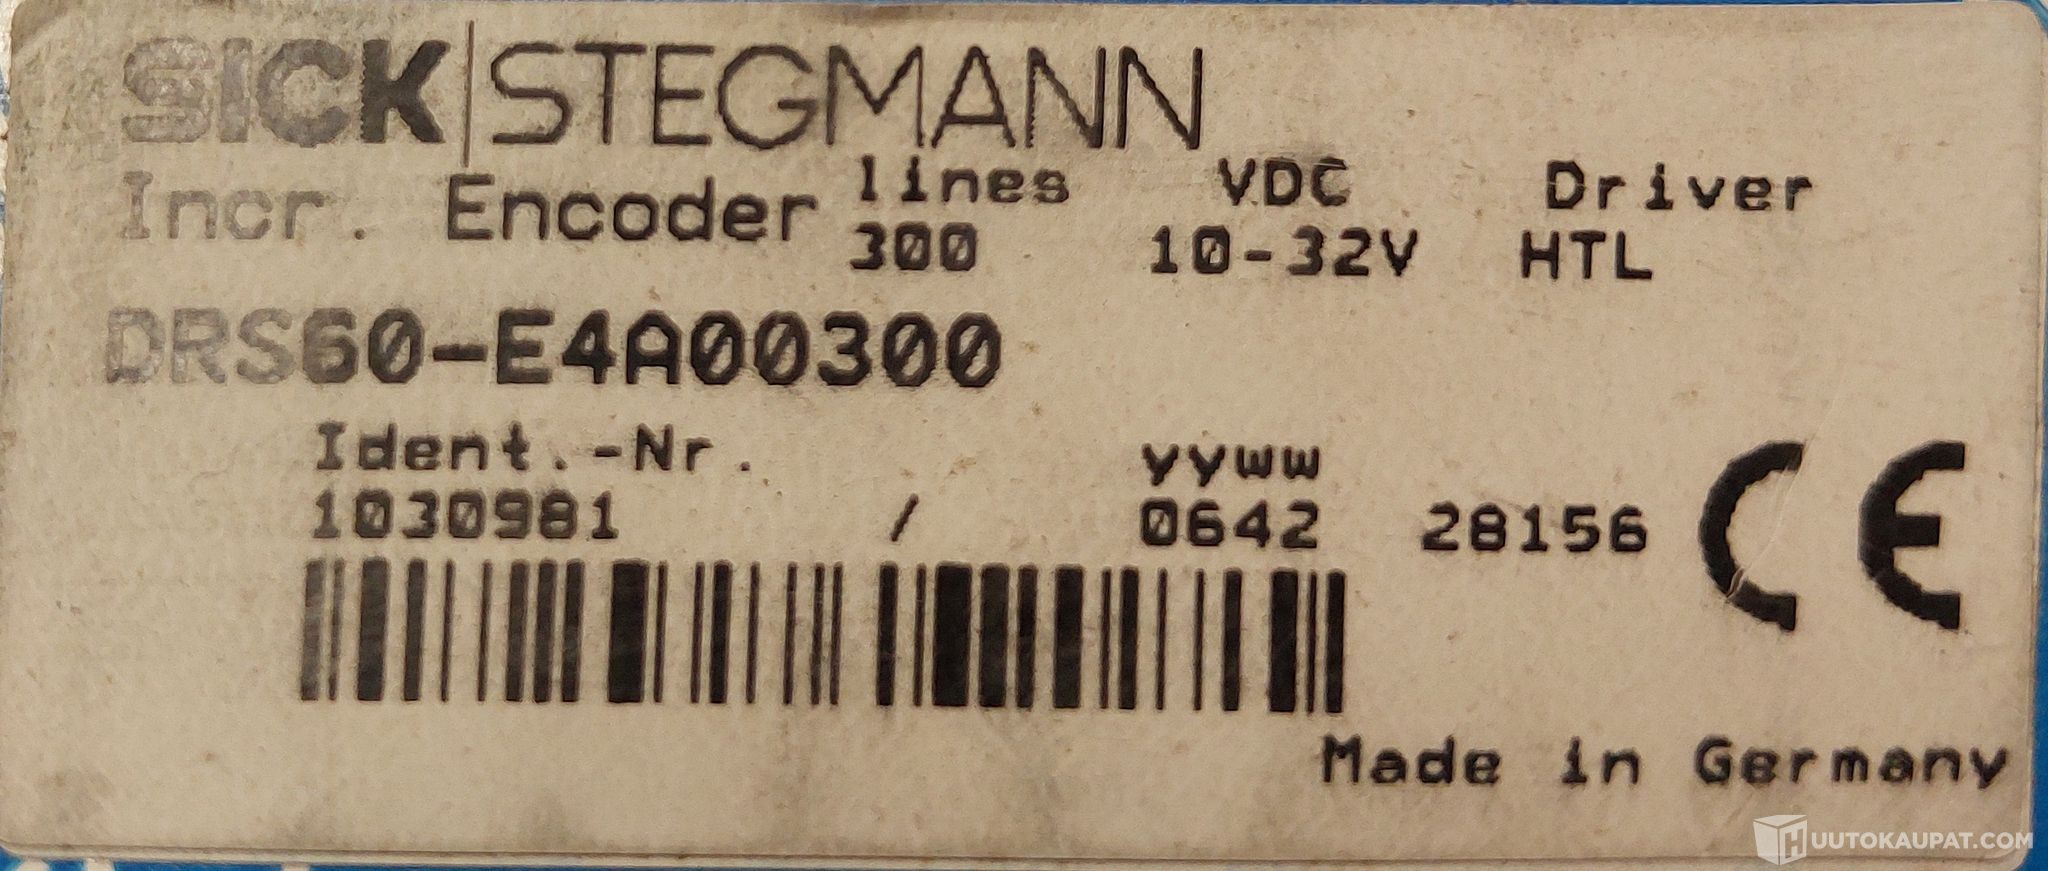 SICK|STEGMANN
Incr. Encoder lines VDC Driver
300 10-32V HTL
DRS60-E4A00300
Ident.-Nr. yyww
1030981 / 0642 28156 CE
Made in Germany
HUUTOKAUPAT.COM